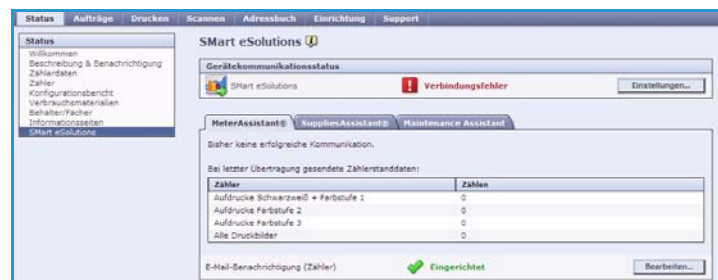 Status Aufträge Drucken Scannen Adressbuch Einrichtung Support
Status
Willkommen
Beschreibung & Benachrichtigung
Zählerdaten
Zähler
Konfigurationsbericht
Verbrauchsmaterialien
Behälter/Fächer
Informationsseiten
SMart eSolutions
SMart eSolutions
Gerätekommunikationsstatus
SMart eSolutions Verbindungsfehler Einstellungen...
MeterAssistant® SuppliesAssistant® Maintenance Assistant
Bisher keine erfolgreiche Kommunikation.
Bei letzter Übertragung gesendete Zählerstanddaten:
Zähler Zählen
Aufdrucke Schwarzweiß + Farbstufe 1 0
Aufdrucke Farbstufe 2 0
Aufdrucke Farbstufe 3 0
Alle Druckbilder 0
E-Mail-Benachrichtigung (Zähler) Eingerichtet Bearbeiten...